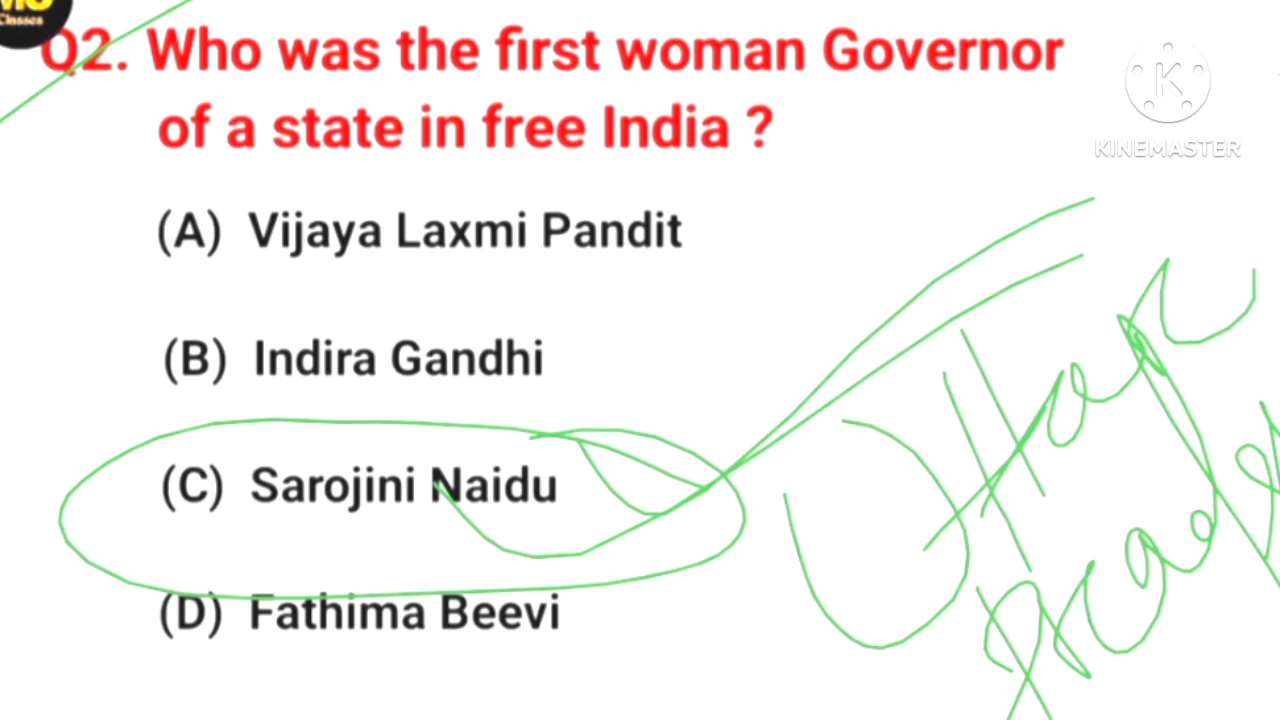 Classes
Q2. Who was the first woman Governor
of a state in free India ?
KINEMASTER
(A) Vijaya Laxmi Pandit
(B) Indira Gandhi
(C) Sarojini Naidu
(D) Fathima Beevi